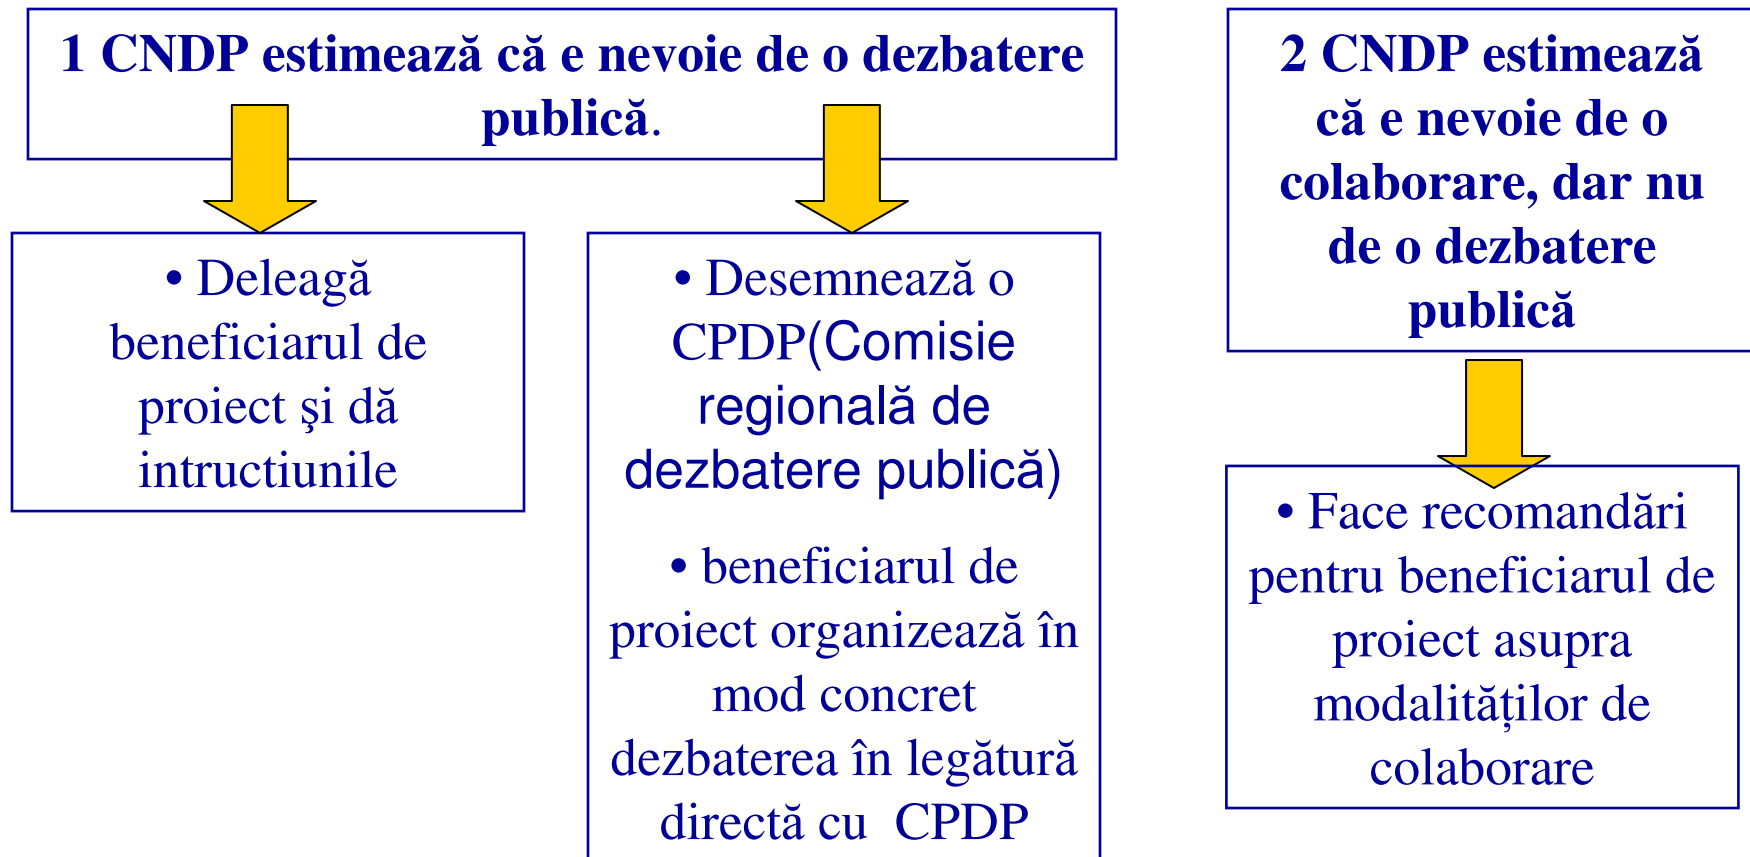 1 CNDP estimează că e nevoie de o dezbatere
publică.
• Deleagă
beneficiarul de
proiect şi dă
intructiunile
• Desemnează o
CPDP(Comisie
regională de
dezbatere publică)
• beneficiarul de
proiect organizează în
mod concret
dezbaterea în legătură
directă cu CPDP
2 CNDP estimează
că e nevoie de o
colaborare, dar nu
de o dezbatere
publică
• Face recomandări
pentru beneficiarul de
proiect asupra
modalităților de
colaborare